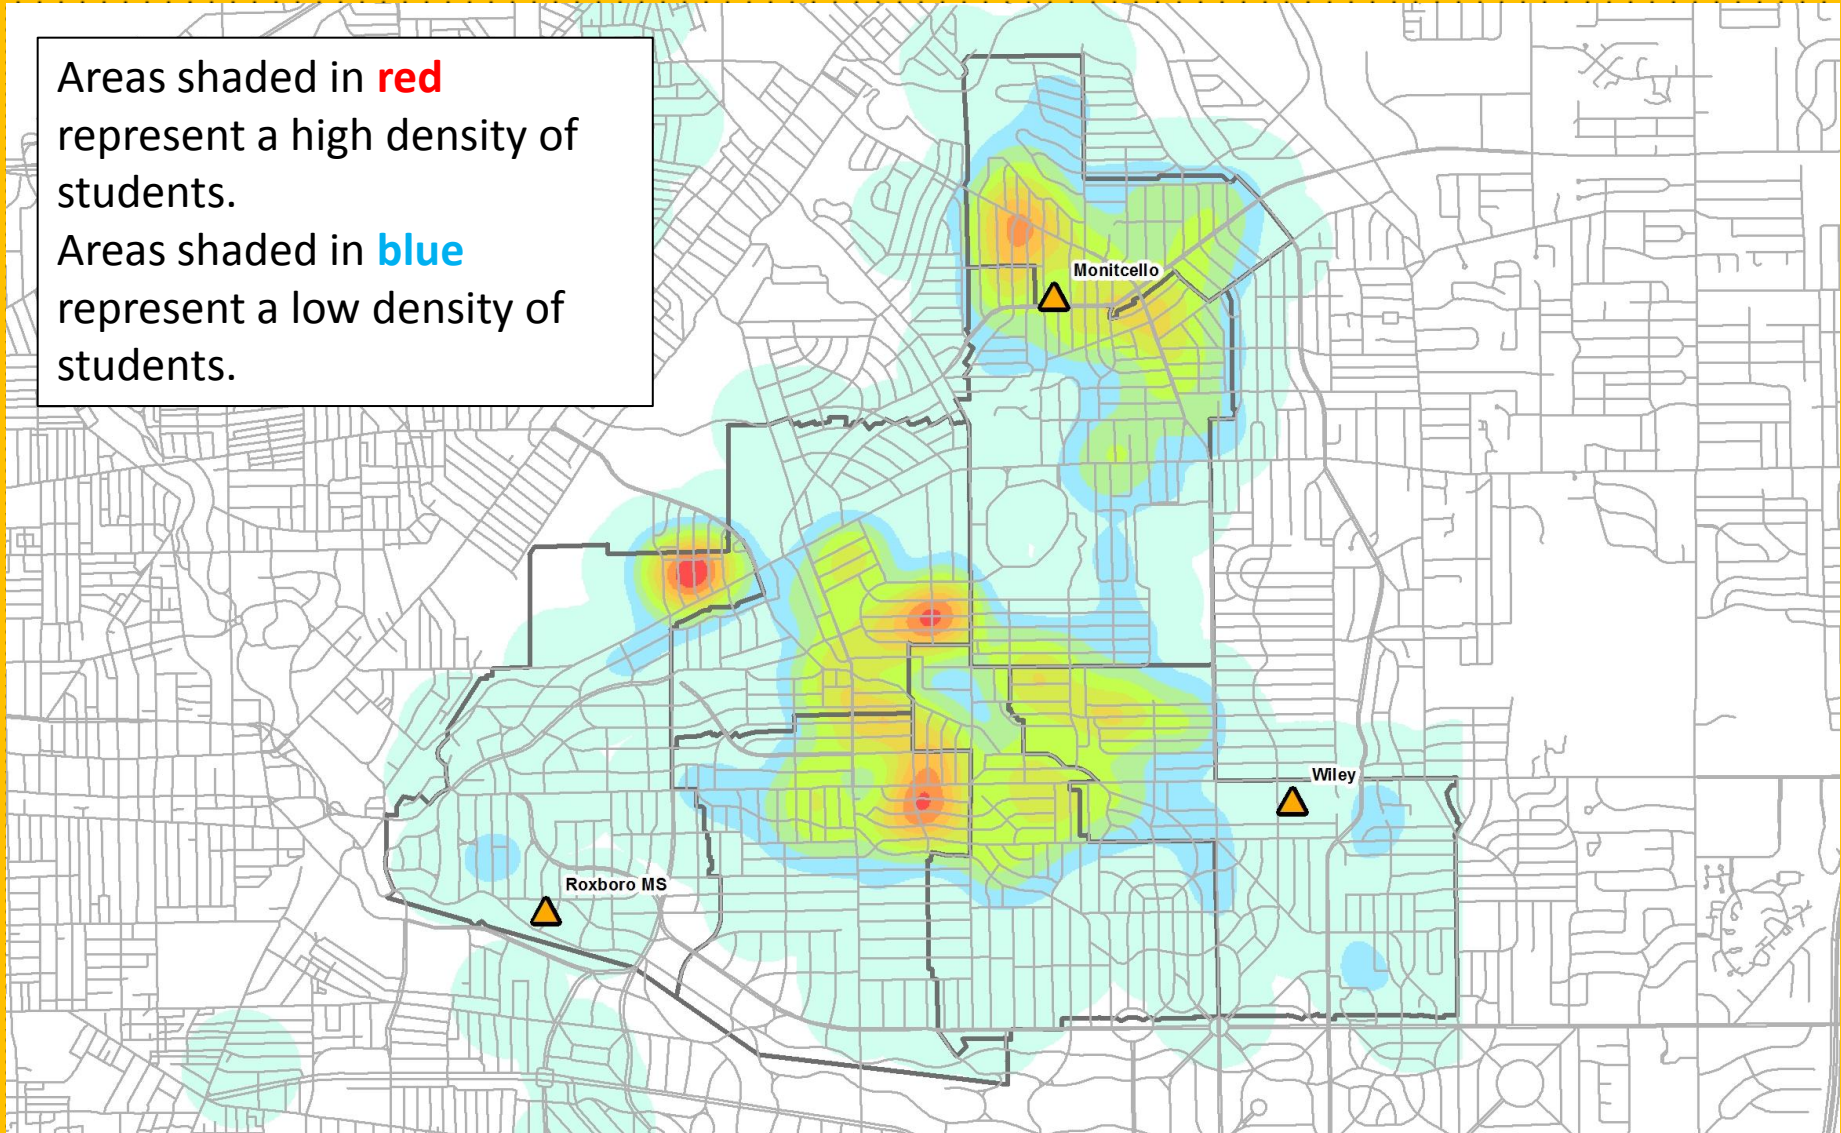 Areas shaded in red
represent a high density of
students.
Areas shaded in blue
represent a low density of
students.
Monitcello
Wiley
Roxboro MS